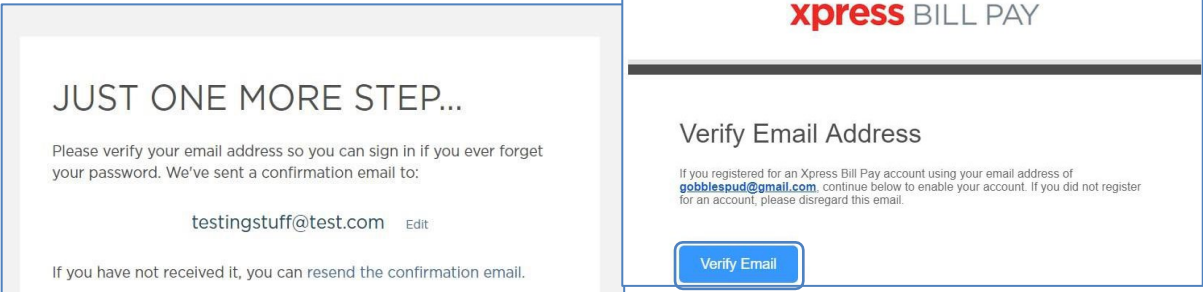 JUST ONE MORE STEP...
Please verify your email address so you can sign in if you ever forget
your password. We've sent a confirmation email to:
testingstuff@test.com Edit
If you have not received it, you can resend the confirmation email.
xpress BILL PAY
Verify Email Address
If you registered for an Xpress Bill Pay account using your email address of
gobblespud@gmail.com, continue below to enable your account. If you did not register
for an account, please disregard this email.
Verify Email